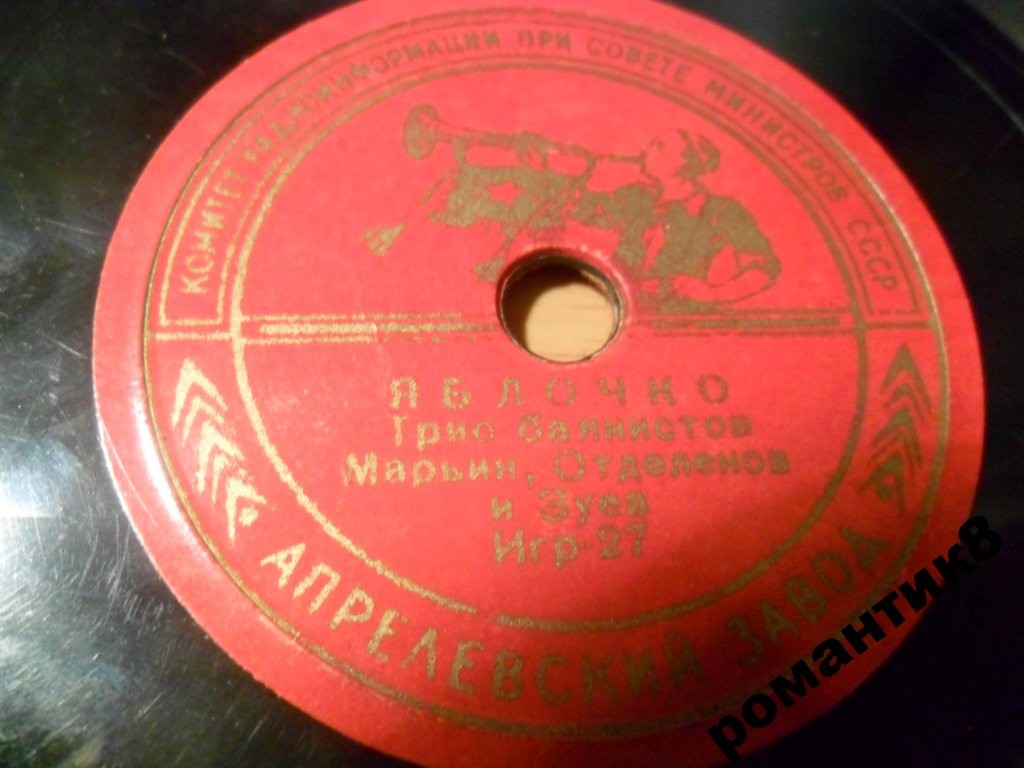 КОМИТЕТ РАДИОИНФОРМАЦИИ ПРИ СОВЕТЕ МИНИСТРОВ СССР
ЯБЛОЧКО
Трио баянистов
Марьин, Отделенов
и Зуев
Игр-27
АПРЕЛЕВСКИЙ ЗАВОД
романтик8